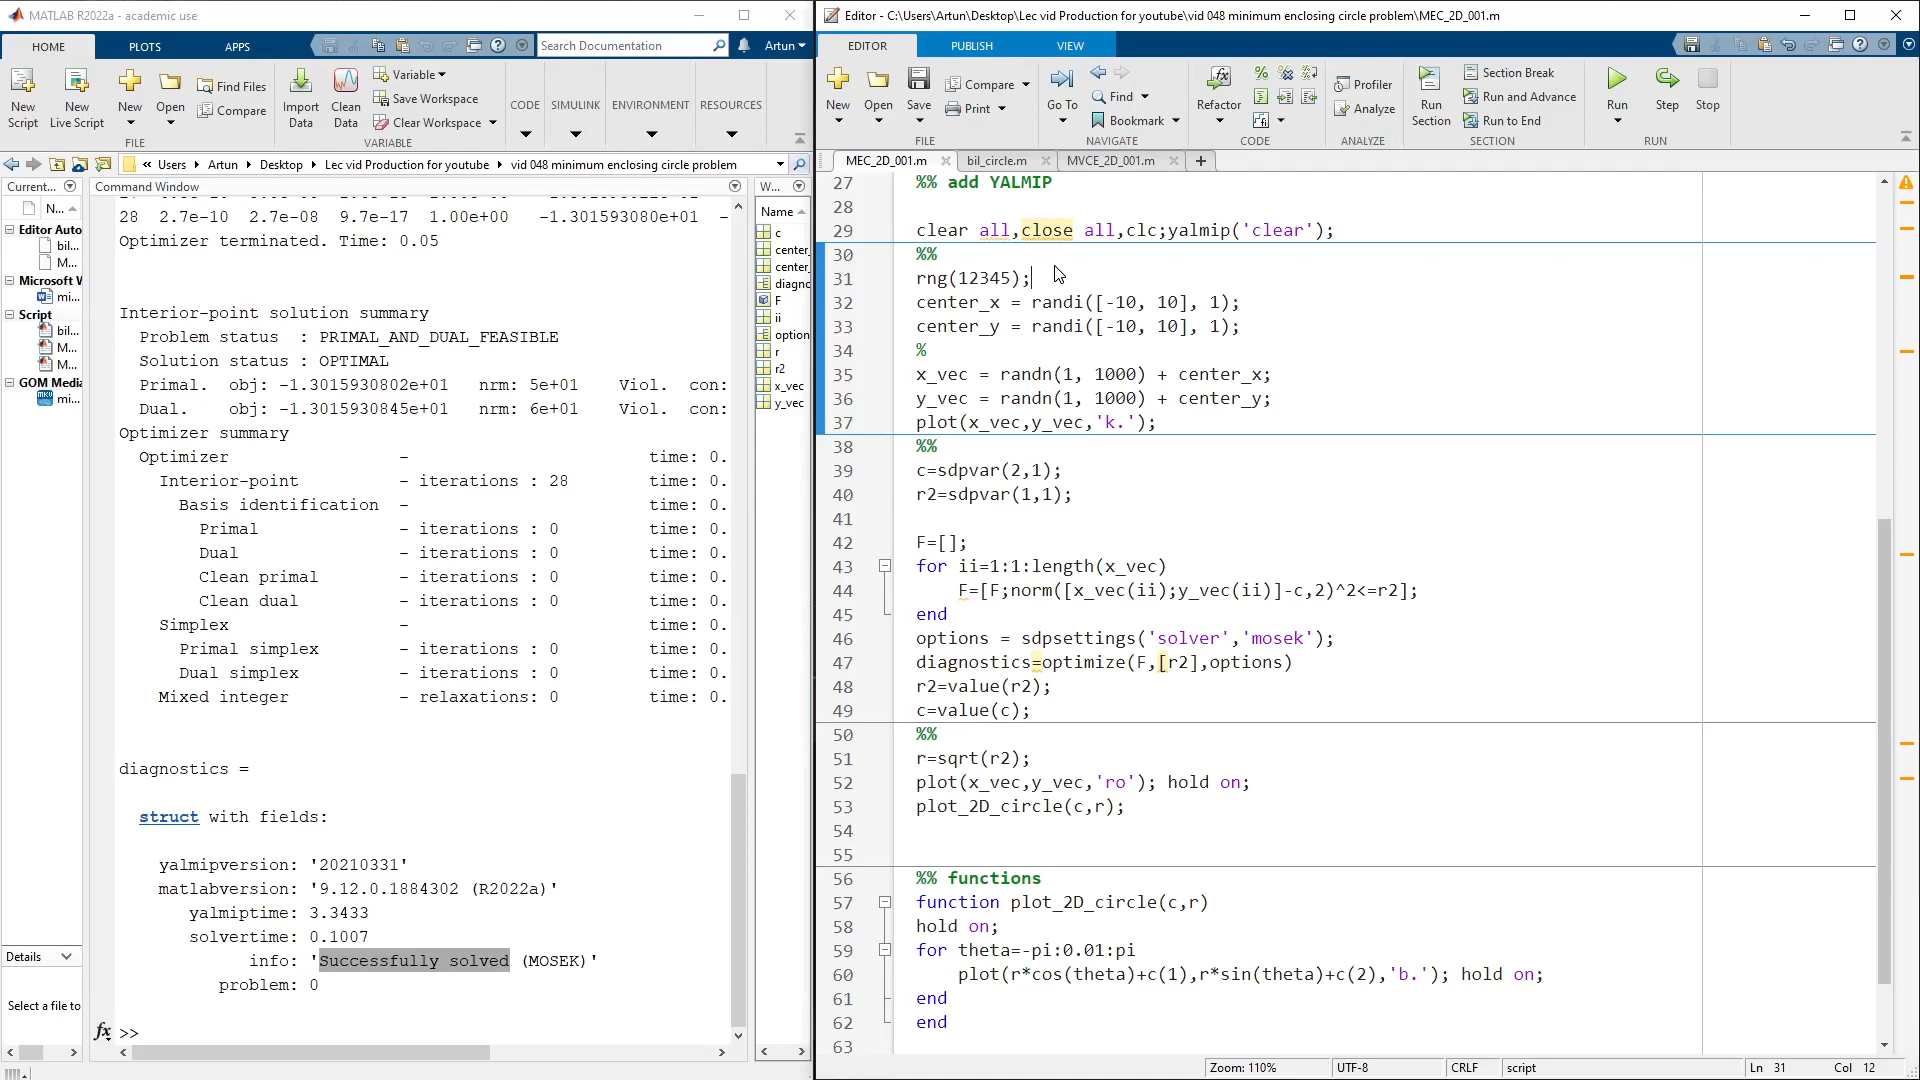 MATLAB R2022a - academic use
HOME PLOTS APPS
Search Documentation
Artun
New Script
New Live Script
New
Open
Find Files
Compare
Import Data
Clean Data
Variable
Save Workspace
Clear Workspace
CODE
SIMULINK
ENVIRONMENT
RESOURCES
FILE
VARIABLE
« Users › Artun › Desktop › Lec vid Production for youtube › vid 048 minimum enclosing circle problem
Current...
N...
Editor Auto
bil...
M...
Microsoft W
mi...
Script
bil...
M...
M...
GOM Media
mi...
Details
Select a file to
Command Window
28 2.7e-10 2.7e-08 9.7e-17 1.00e+00 -1.301593080e+01 -
Optimizer terminated. Time: 0.05
Interior-point solution summary
Problem status : PRIMAL_AND_DUAL_FEASIBLE
Solution status : OPTIMAL
Primal. obj: -1.3015930802e+01 nrm: 5e+01 Viol. con:
Dual. obj: -1.3015930845e+01 nrm: 6e+01 Viol. con:
Optimizer summary
Optimizer - time: 0.
Interior-point - iterations : 28 time: 0.
Basis identification - time: 0.
Primal - iterations : 0 time: 0.
Dual - iterations : 0 time: 0.
Clean primal - iterations : 0 time: 0.
Clean dual - iterations : 0 time: 0.
Simplex - time: 0.
Primal simplex - iterations : 0 time: 0.
Dual simplex - iterations : 0 time: 0.
Mixed integer - relaxations: 0 time: 0.
diagnostics =
struct with fields:
yalmipversion: '20210331'
matlabversion: '9.12.0.1884302 (R2022a)'
yalmiptime: 3.3433
solvertime: 0.1007
info: 'Successfully solved (MOSEK)'
problem: 0
fx >>
W...
Name
c
center_
center_
diagno
F
ii
option
r
r2
x_vec
y_vec
Editor - C:\Users\Artun\Desktop\Lec vid Production for youtube\vid 048 minimum enclosing circle problem\MEC_2D_001.m
EDITOR PUBLISH VIEW
New
Open
Save
Compare
Print
Go To
Find
Bookmark
Refactor
Profiler
Analyze
Run Section
Section Break
Run and Advance
Run to End
Run
Step
Stop
FILE
NAVIGATE
CODE
ANALYZE
SECTION
RUN
MEC_2D_001.m
bil_circle.m
MVCE_2D_001.m
27 %% add YALMIP
28
29 clear all,close all,clc;yalmip('clear');
30 %%
31 rng(12345);
32 center_x = randi([-10, 10], 1);
33 center_y = randi([-10, 10], 1);
34 %
35 x_vec = randn(1, 1000) + center_x;
36 y_vec = randn(1, 1000) + center_y;
37 plot(x_vec,y_vec,'k.');
38 %%
39 c=sdpvar(2,1);
40 r2=sdpvar(1,1);
41
42 F=[];
43 for ii=1:1:length(x_vec)
44 F=[F;norm([x_vec(ii);y_vec(ii)]-c,2)^2<=r2];
45 end
46 options = sdpsettings('solver','mosek');
47 diagnostics=optimize(F,[r2],options)
48 r2=value(r2);
49 c=value(c);
50 %%
51 r=sqrt(r2);
52 plot(x_vec,y_vec,'ro'); hold on;
53 plot_2D_circle(c,r);
54
55
56 %% functions
57 function plot_2D_circle(c,r)
58 hold on;
59 for theta=-pi:0.01:pi
60 plot(r*cos(theta)+c(1),r*sin(theta)+c(2),'b.'); hold on;
61 end
62 end
63
Zoom: 110%
UTF-8
CRLF
script
Ln 31
Col 12